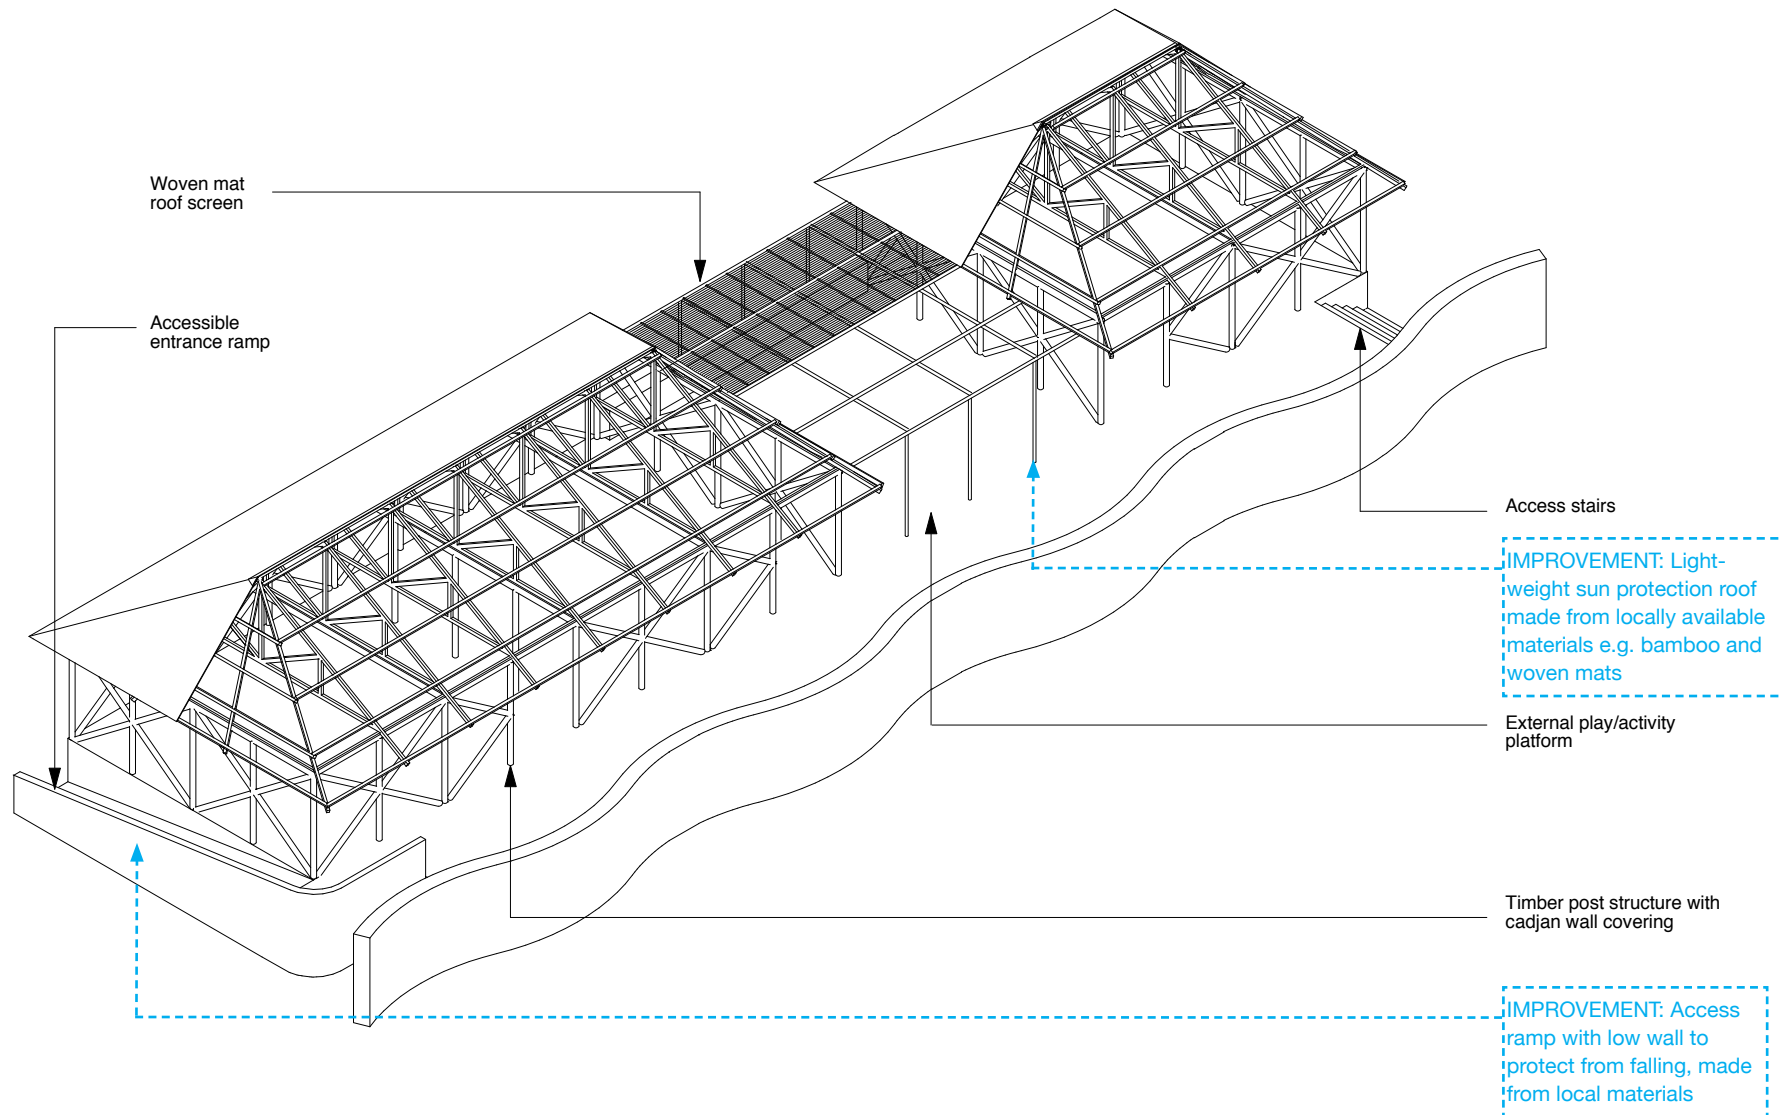 Woven mat
roof screen
Accessible
entrance ramp
Access stairs
IMPROVEMENT: Light-
weight sun protection roof
made from locally available
materials e.g. bamboo and
woven mats
External play/activity
platform
Timber post structure with
cadjan wall covering
IMPROVEMENT: Access
ramp with low wall to
protect from falling, made
from local materials